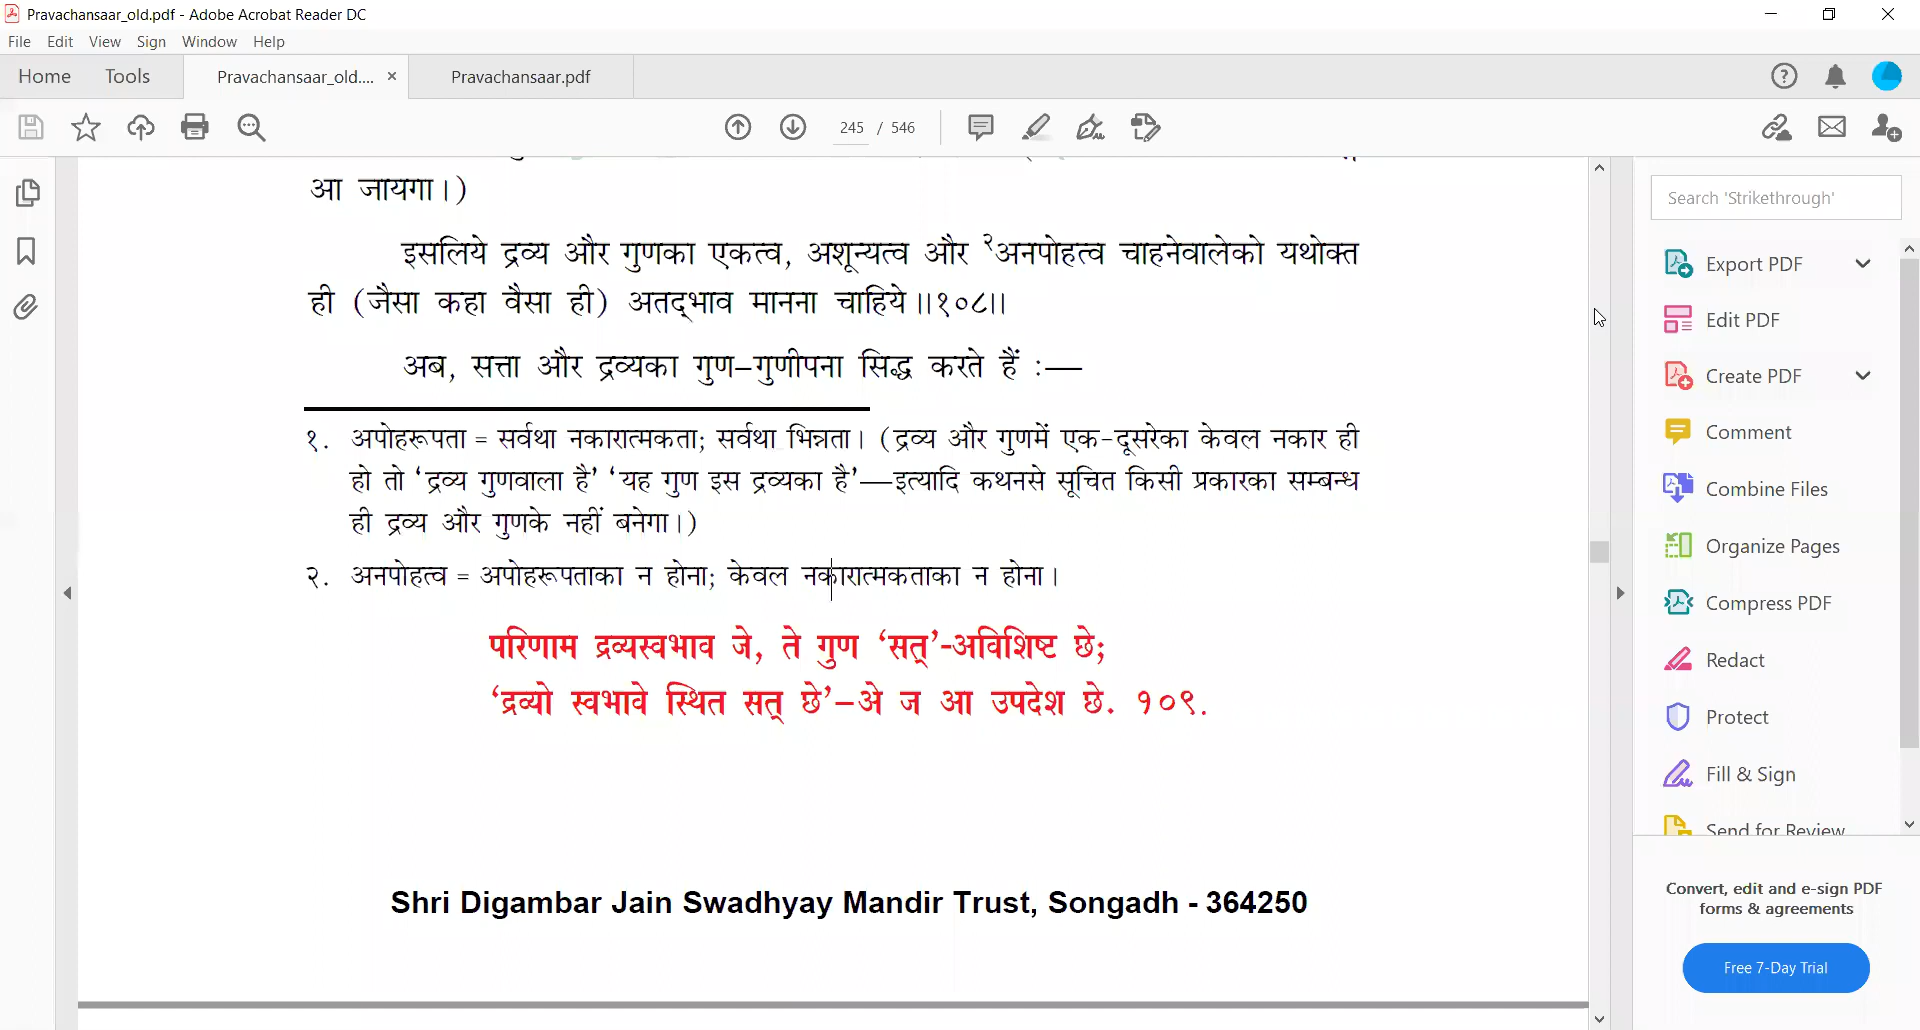 Pravachansaar_old.pdf - Adobe Acrobat Reader DC
File Edit View Sign Window Help
Home Tools Pravachansaar_old.... × Pravachansaar.pdf
245 / 546
आ जायगा।)
इसलिये द्रव्य और गुणका एकत्व, अशून्यत्व और २अनपोहत्व चाहनेवालेको यथोक्त
ही (जैसा कहा वैसा ही) अतद्भाव मानना चाहिये॥१०८॥
अब, सत्ता और द्रव्यका गुण–गुणीपना सिद्ध करते हैं :—
१. अपोहरूपता = सर्वथा नकारात्मकता; सर्वथा भिन्नता। (द्रव्य और गुणमें एक-दूसरेका केवल नकार ही
हो तो ‘द्रव्य गुणवाला है’ ‘यह गुण इस द्रव्यका है’—इत्यादि कथनसे सूचित किसी प्रकारका सम्बन्ध
ही द्रव्य और गुणके नहीं बनेगा।)
२. अनपोहत्व = अपोहरूपताका न होना; केवल नकारात्मकताका न होना।
परिणाम द्रव्यस्वभाव जे, ते गुण ‘सत्’-अविशिष्ट छे;
‘द्रव्यो स्वभावे स्थित सत् छे’–अे ज आ उपदेश छे. १०९.
Shri Digambar Jain Swadhyay Mandir Trust, Songadh - 364250
Search 'Strikethrough'
Export PDF
Edit PDF
Create PDF
Comment
Combine Files
Organize Pages
Compress PDF
Redact
Protect
Fill & Sign
Send for Review
Convert, edit and e-sign PDF
forms & agreements
Free 7-Day Trial